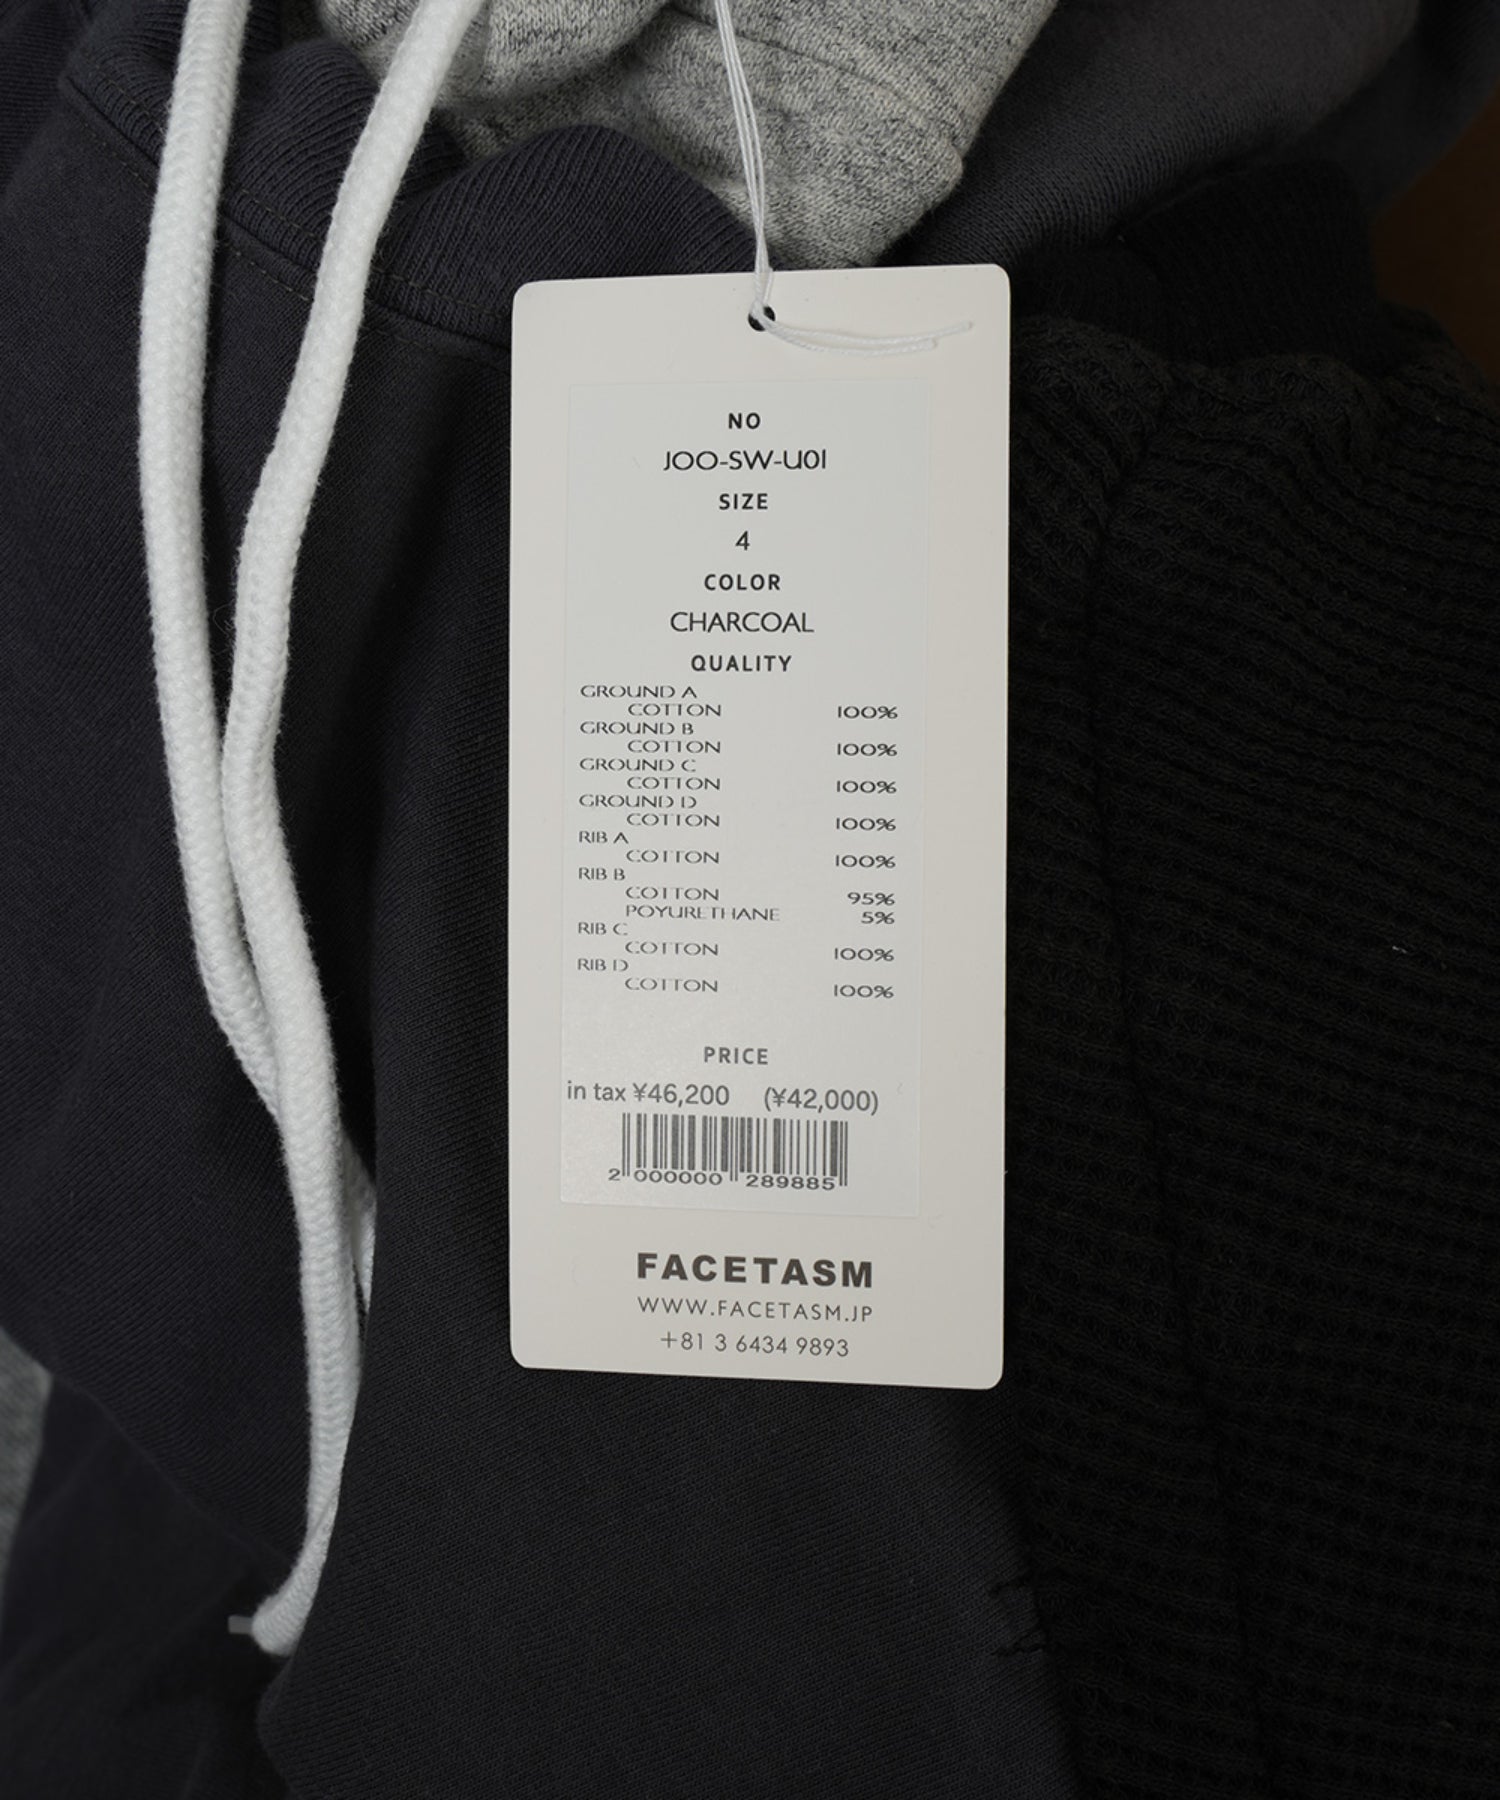 NO
JOO-SW-U01
SIZE
4
COLOR
CHARCOAL
QUALITY
GROUND A
COTTON 100%
GROUND B
COTTON 100%
GROUND C
COTTON 100%
GROUND D
COTTON 100%
RIB A
COTTON 100%
RIB B
COTTON 95%
POYURETHANE 5%
RIB C
COTTON 100%
RIB D
COTTON 100%
PRICE
in tax ¥46,200 (¥42,000)
2 000000 289885
FACETASM
WWW.FACETASM.JP
+81 3 6434 9893